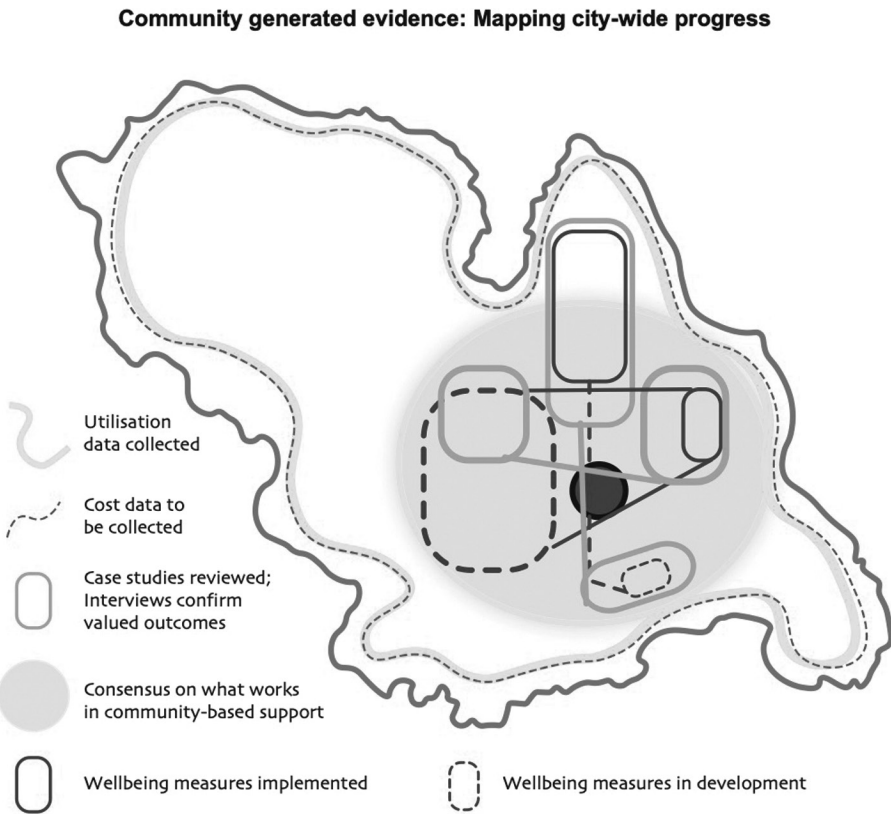 Community generated evidence: Mapping city-wide progress
Utilisation
data collected
Cost data to
be collected
Case studies reviewed;
Interviews confirm
valued outcomes
Consensus on what works
in community-based support
Wellbeing measures implemented
Wellbeing measures in development